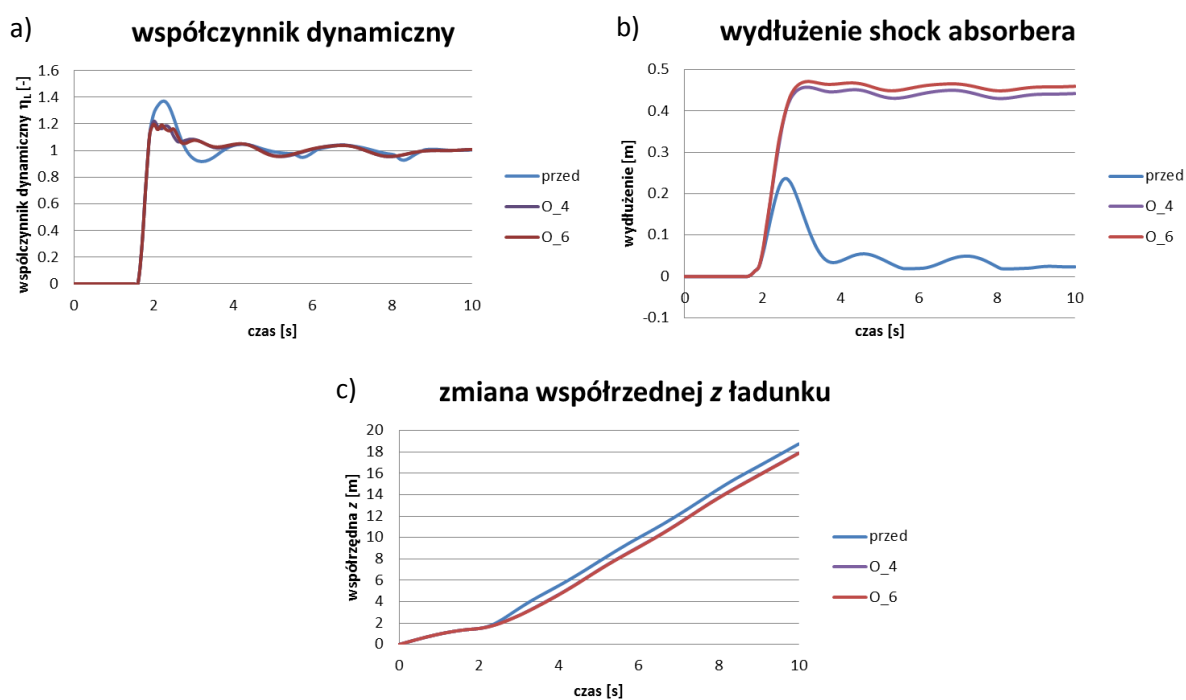 a) współczynnik dynamiczny
współczynnik dynamiczny ηL [-]
1.6
1.4
1.2
1
0.8
0.6
0.4
0.2
0
0 2 4 6 8 10
czas [s]
przed
O_4
O_6
b) wydłużenie shock absorbera
wydłużenie [m]
0.5
0.4
0.3
0.2
0.1
0
-0.1
0 2 4 6 8 10
czas [s]
przed
O_4
O_6
c) zmiana współrzednej z ładunku
współrzędna z [m]
20
18
16
14
12
10
8
6
4
2
0
0 2 4 6 8 10
czas [s]
przed
O_4
O_6